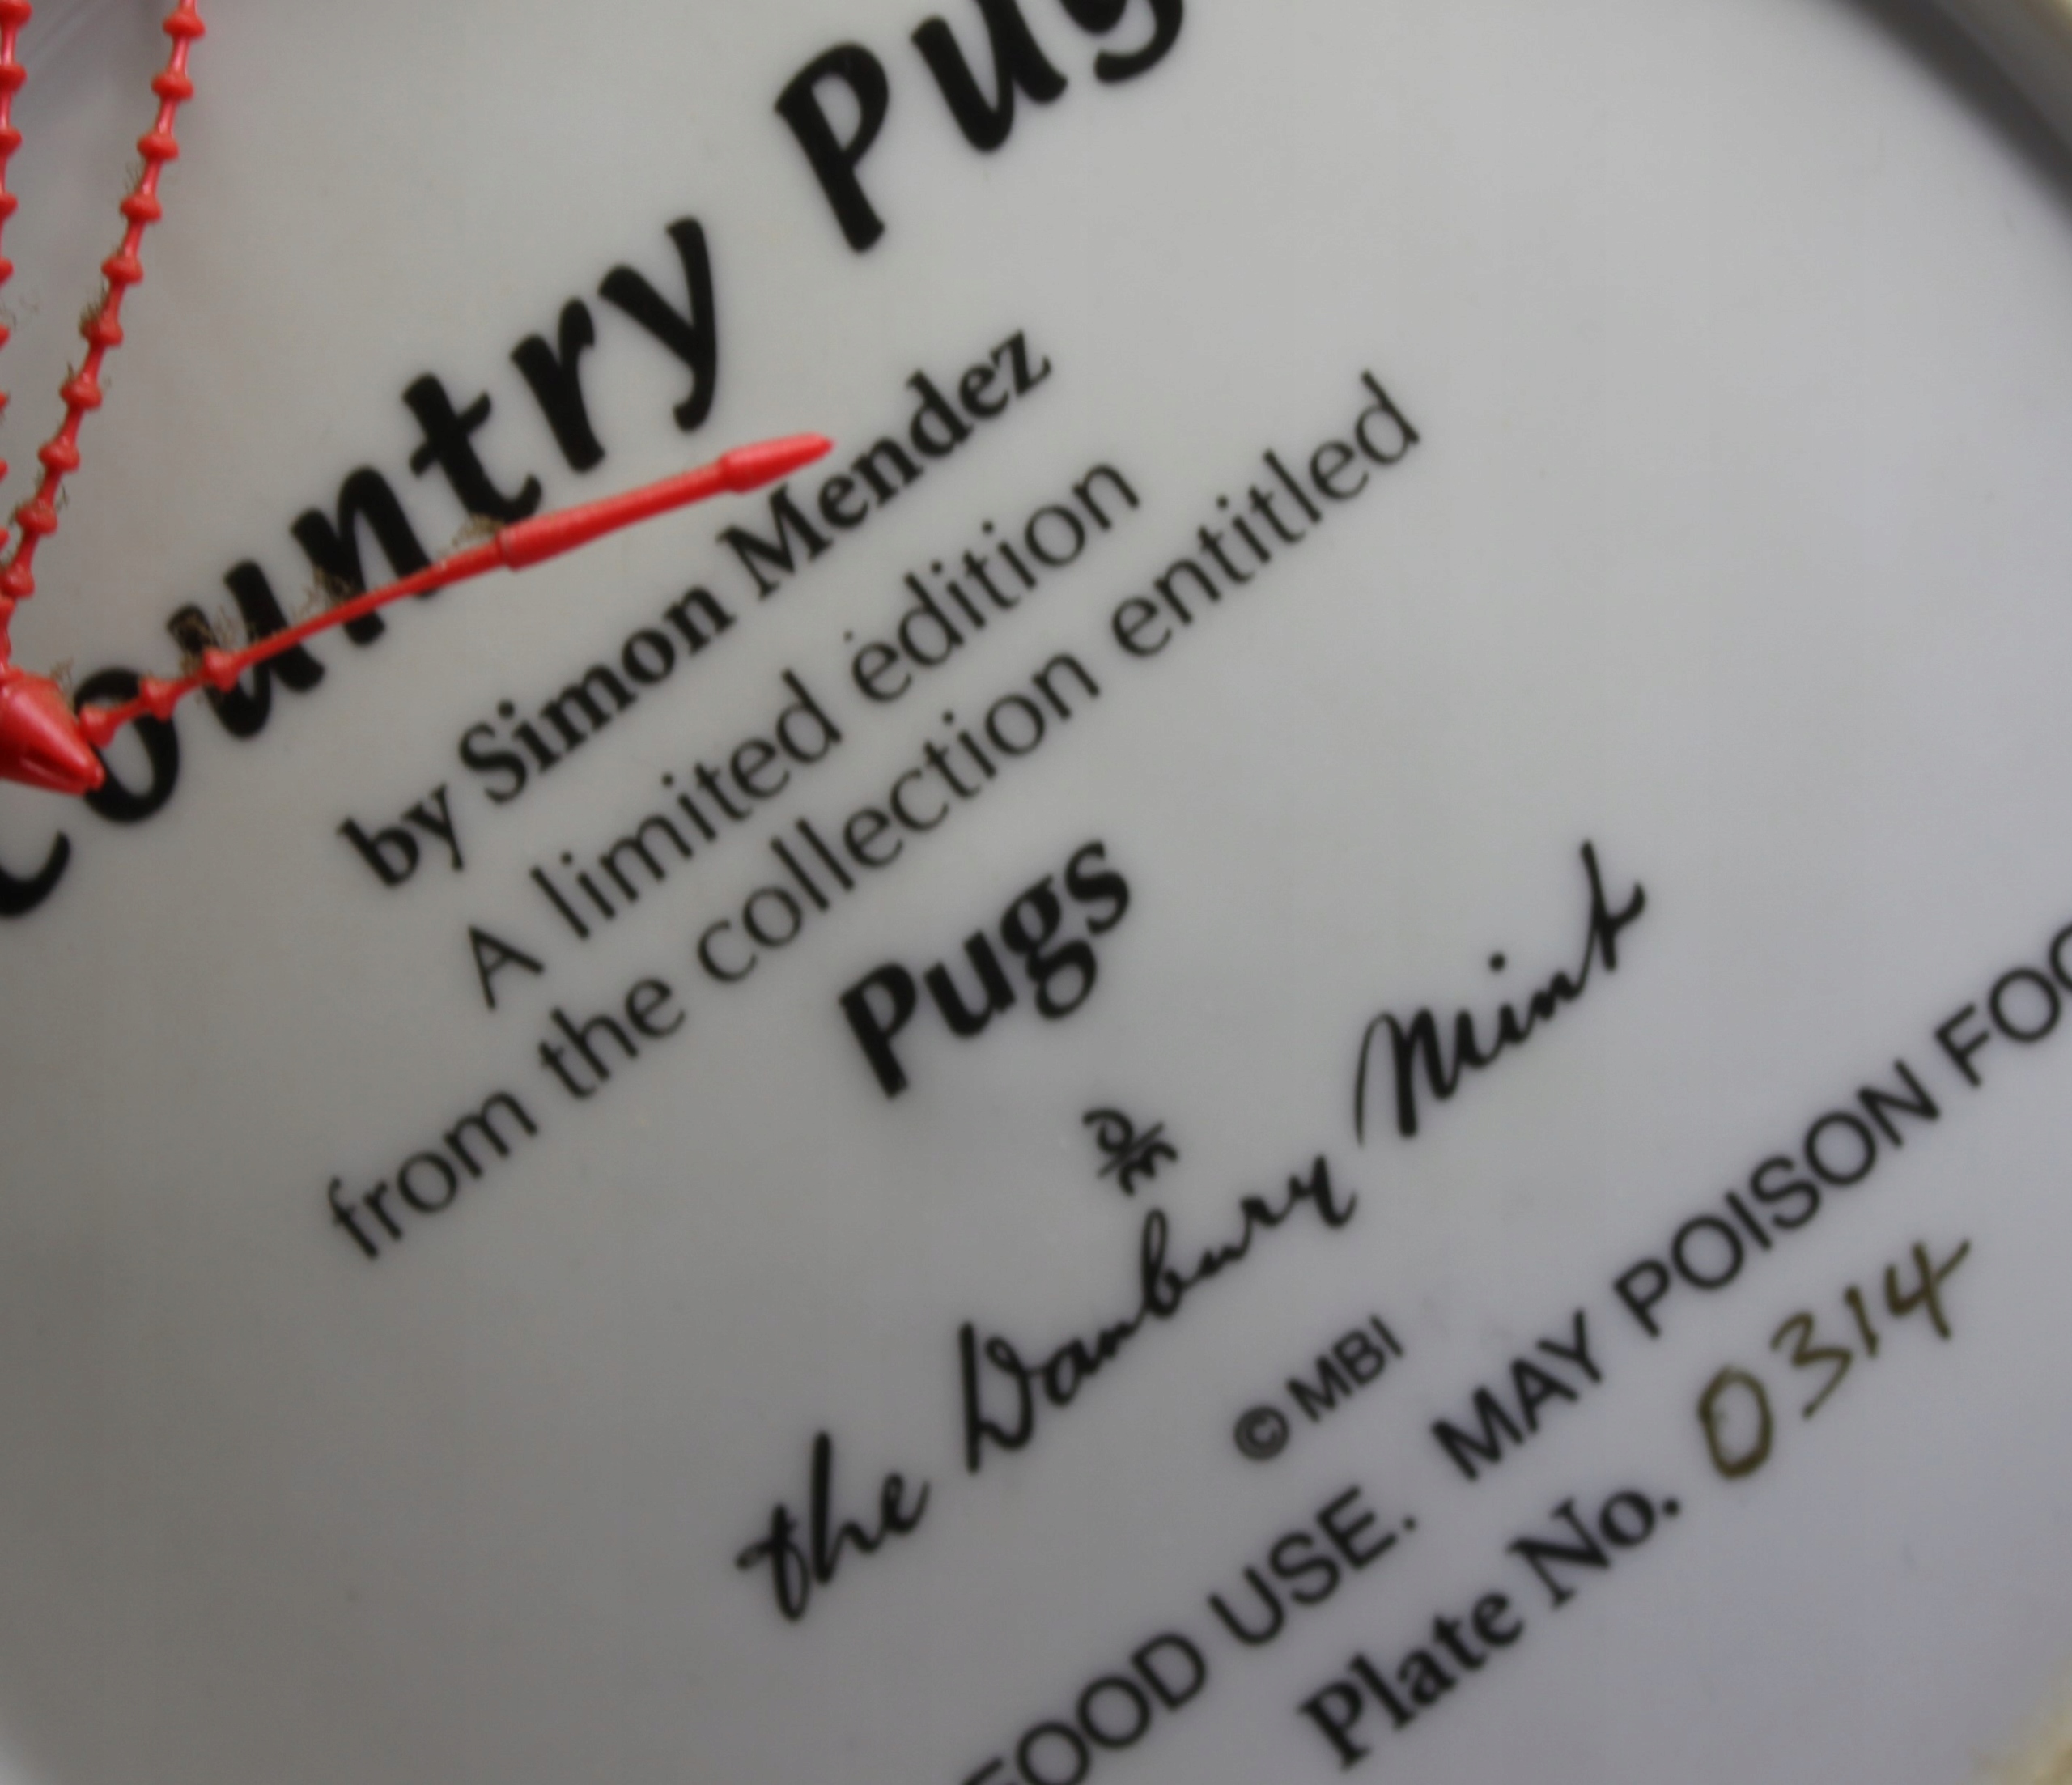 Country Pug
by Simon Mendez
A limited edition
from the collection entitled
Pugs
DM
the Danbury Mint
© MBI
FOOD USE. MAY POISON FOO
Plate No. 0314